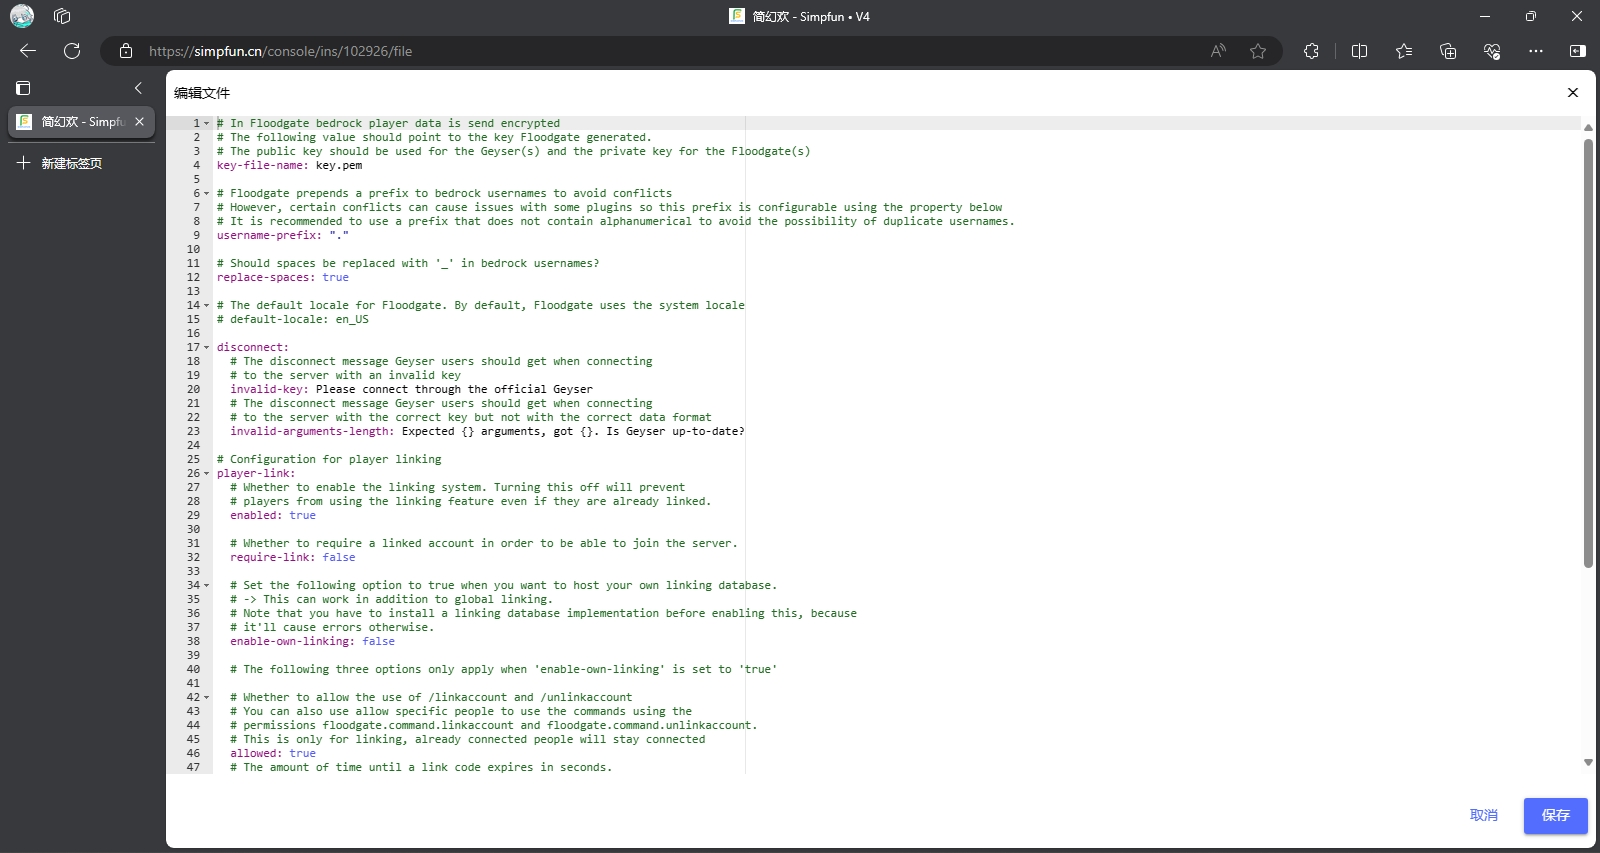 简幻欢 - Simpfun • V4
https://simpfun.cn/console/ins/102926/file
简幻欢 - Simpfu
新建标签页
编辑文件
1 # In Floodgate bedrock player data is send encrypted
2 # The following value should point to the key Floodgate generated.
3 # The public key should be used for the Geyser(s) and the private key for the Floodgate(s)
4 key-file-name: key.pem
5
6 # Floodgate prepends a prefix to bedrock usernames to avoid conflicts
7 # However, certain conflicts can cause issues with some plugins so this prefix is configurable using the property below
8 # It is recommended to use a prefix that does not contain alphanumerical to avoid the possibility of duplicate usernames.
9 username-prefix: "."
10
11 # Should spaces be replaced with '_' in bedrock usernames?
12 replace-spaces: true
13
14 # The default locale for Floodgate. By default, Floodgate uses the system locale
15 # default-locale: en_US
16
17 disconnect:
18 # The disconnect message Geyser users should get when connecting
19 # to the server with an invalid key
20 invalid-key: Please connect through the official Geyser
21 # The disconnect message Geyser users should get when connecting
22 # to the server with the correct key but not with the correct data format
23 invalid-arguments-length: Expected {} arguments, got {}. Is Geyser up-to-date?
24
25 # Configuration for player linking
26 player-link:
27 # Whether to enable the linking system. Turning this off will prevent
28 # players from using the linking feature even if they are already linked.
29 enabled: true
30
31 # Whether to require a linked account in order to be able to join the server.
32 require-link: false
33
34 # Set the following option to true when you want to host your own linking database.
35 # -> This can work in addition to global linking.
36 # Note that you have to install a linking database implementation before enabling this, because
37 # it'll cause errors otherwise.
38 enable-own-linking: false
39
40 # The following three options only apply when 'enable-own-linking' is set to 'true'
41
42 # Whether to allow the use of /linkaccount and /unlinkaccount
43 # You can also use allow specific people to use the commands using the
44 # permissions floodgate.command.linkaccount and floodgate.command.unlinkaccount.
45 # This is only for linking, already connected people will stay connected
46 allowed: true
47 # The amount of time until a link code expires in seconds.
取消
保存